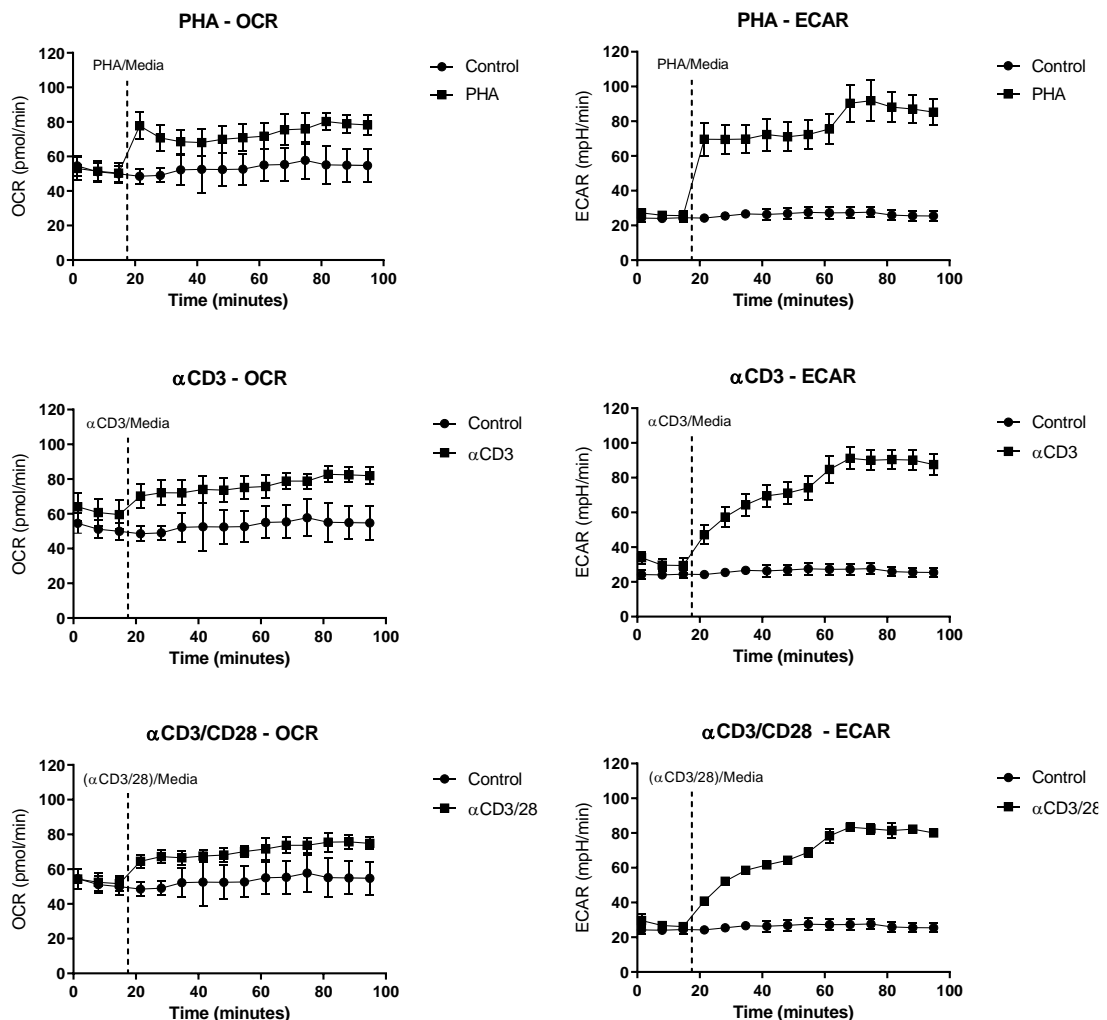 PHA - OCR
120
100
80
60
40
20
0
OCR (pmol/min)
PHA/Media
Control
PHA
0 20 40 60 80 100
Time (minutes)
PHA - ECAR
120
100
80
60
40
20
0
ECAR (mpH/min)
PHA/Media
Control
PHA
0 20 40 60 80 100
Time (minutes)
αCD3 - OCR
120
100
80
60
40
20
0
OCR (pmol/min)
αCD3/Media
Control
αCD3
0 20 40 60 80 100
Time (minutes)
αCD3 - ECAR
120
100
80
60
40
20
0
ECAR (mpH/min)
αCD3/Media
Control
αCD3
0 20 40 60 80 100
Time (minutes)
αCD3/CD28 - OCR
120
100
80
60
40
20
0
OCR (pmol/min)
(αCD3/28)/Media
Control
αCD3/28
0 20 40 60 80 100
Time (minutes)
αCD3/CD28 - ECAR
120
100
80
60
40
20
0
ECAR (mpH/min)
(αCD3/28)/Media
Control
αCD3/28
0 20 40 60 80 100
Time (minutes)